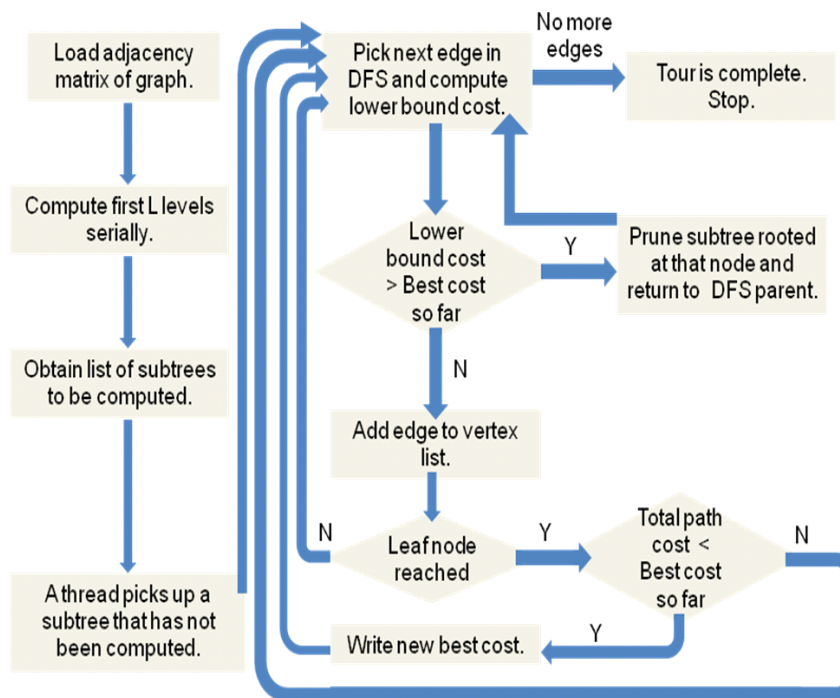 Load adjacency
matrix of graph.
Compute first L levels
serially.
Obtain list of subtrees
to be computed.
A thread picks up a
subtree that has not
been computed.
Pick next edge in
DFS and compute
lower bound cost.
No more
edges
Tour is complete.
Stop.
Lower
bound cost
> Best cost
so far
Y
Prune subtree rooted
at that node and
return to DFS parent.
N
Add edge to vertex
list.
N
Leaf node
reached
Y
Total path
cost <
Best cost
so far
N
Y
Write new best cost.